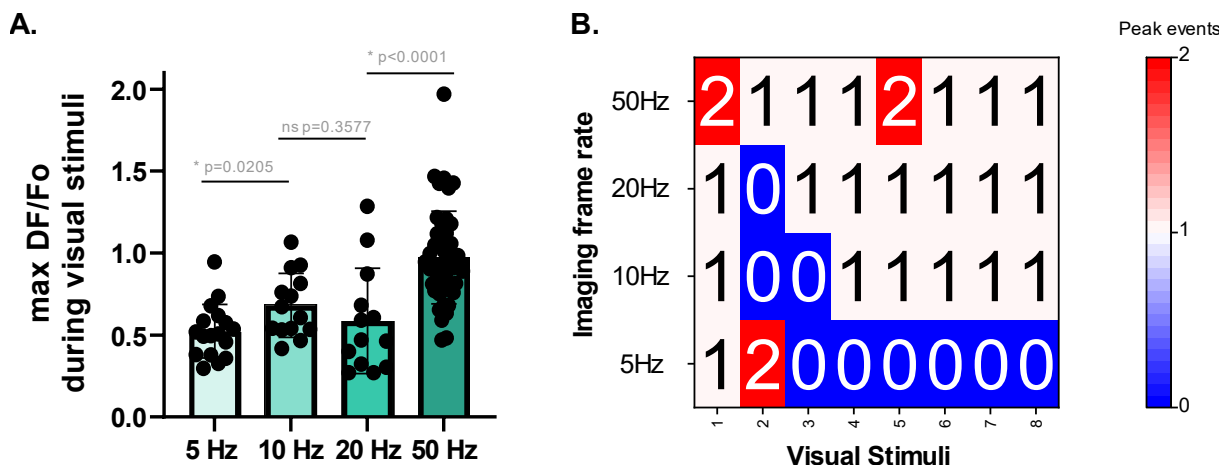 A.
max DF/Fo
during visual stimuli
2.0
1.5
1.0
0.5
0.0
* p=0.0205
ns p=0.3577
* p<0.0001
5 Hz 10 Hz 20 Hz 50 Hz
B.
Peak events
2
1
0
Imaging frame rate
50Hz 2 1 1 1 2 1 1 1
20Hz 1 0 1 1 1 1 1 1
10Hz 1 0 0 1 1 1 1 1
5Hz 1 2 0 0 0 0 0 0
1 2 3 4 5 6 7 8
Visual Stimuli